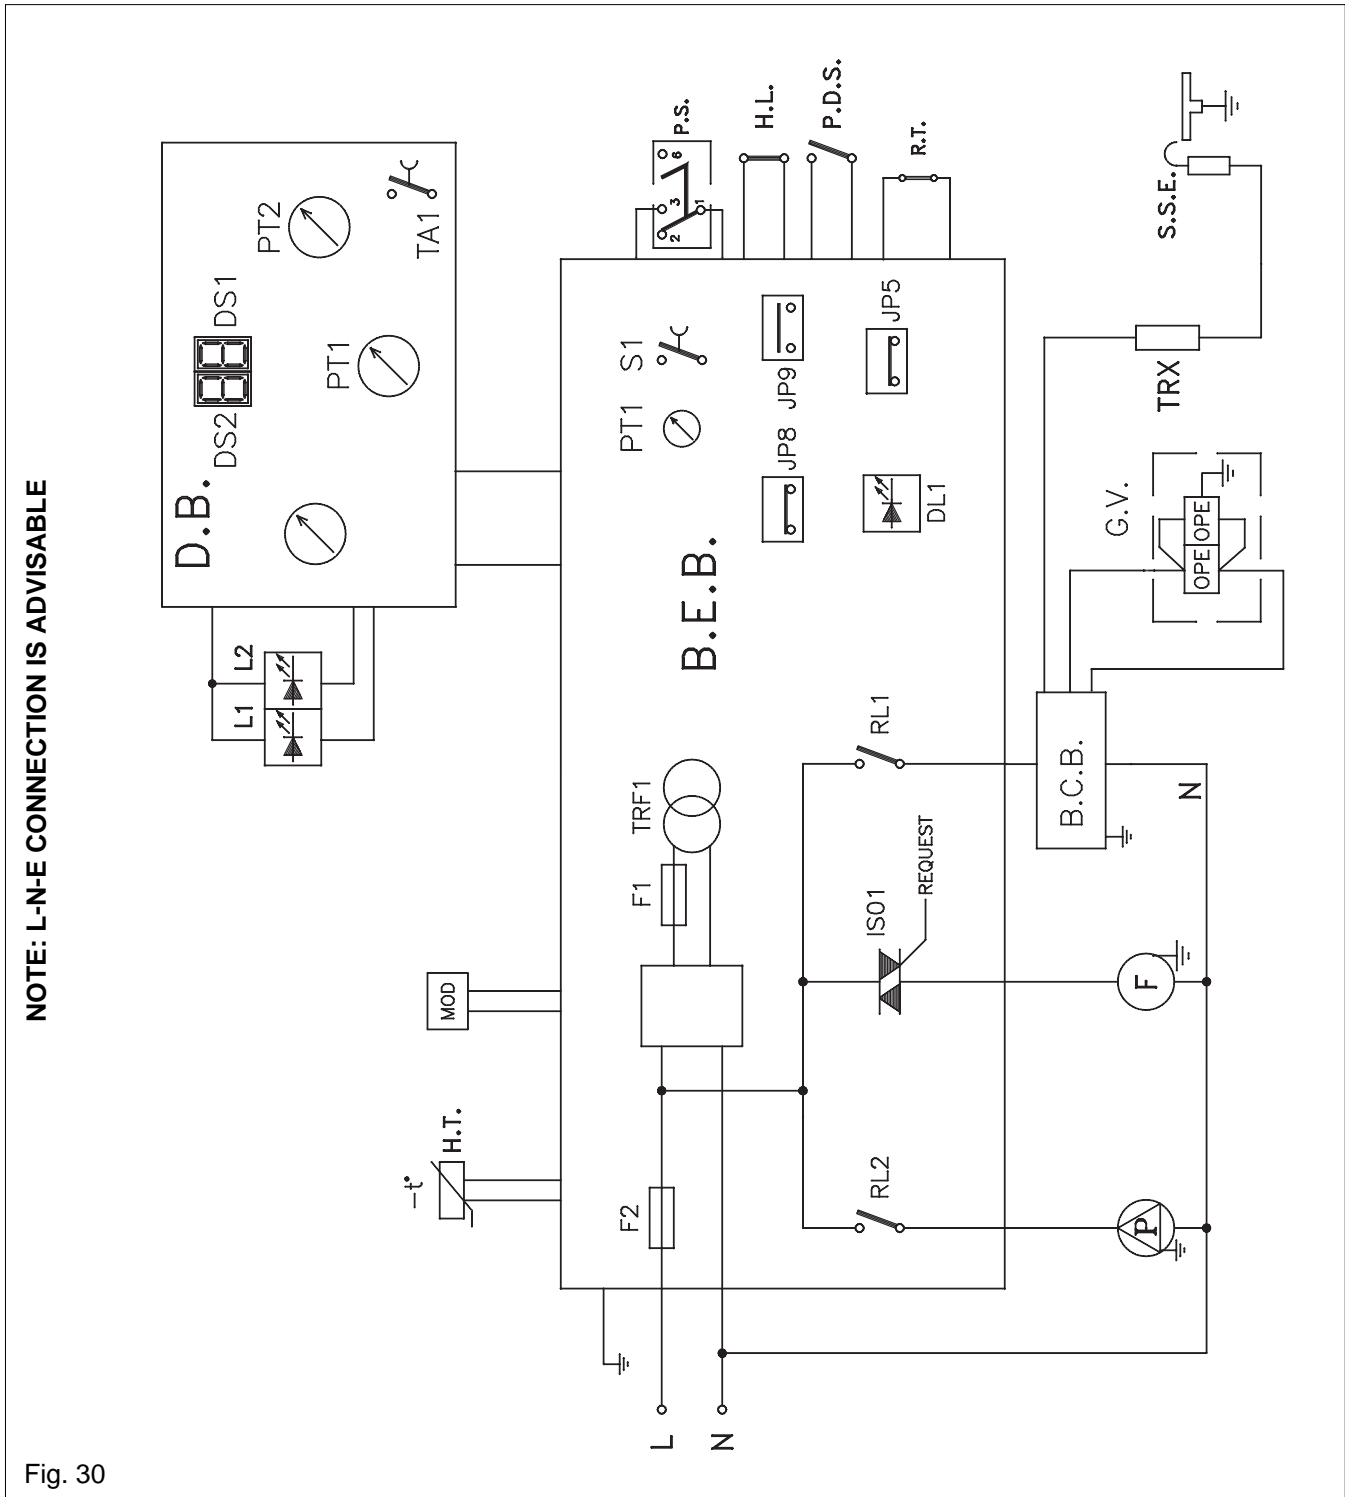 NOTE: L-N-E CONNECTION IS ADVISABLE
L1
L2
D.B.
DS2
DS1
PT1
PT2
TA1
-t°
H.T.
MOD
P.S.
2
3
1
6
H.L.
P.D.S.
R.T.
L
N
F2
F1
TRF1
PT1
S1
B.E.B.
JP8
JP9
DL1
JP5
RL2
IS01
REQUEST
RL1
P
F
N
B.C.B.
G.V.
OPE
OPE
TRX
S.S.E.
Fig. 30